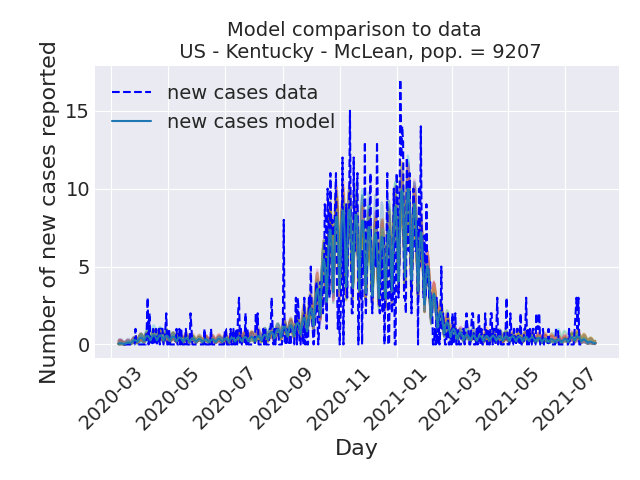 Model comparison to data
US - Kentucky - McLean, pop. = 9207
Number of new cases reported
new cases data
new cases model
15
10
5
0
2020-03
2020-05
2020-07
2020-09
2020-11
2021-01
2021-03
2021-05
2021-07
Day